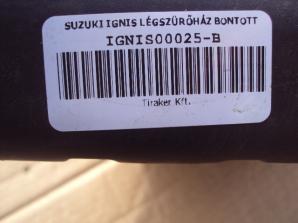 SUZUKI IGNIS LÉGSZŰRŐHÁZ BONTOTT
IGNIS00025-B
Tiraker Kft.